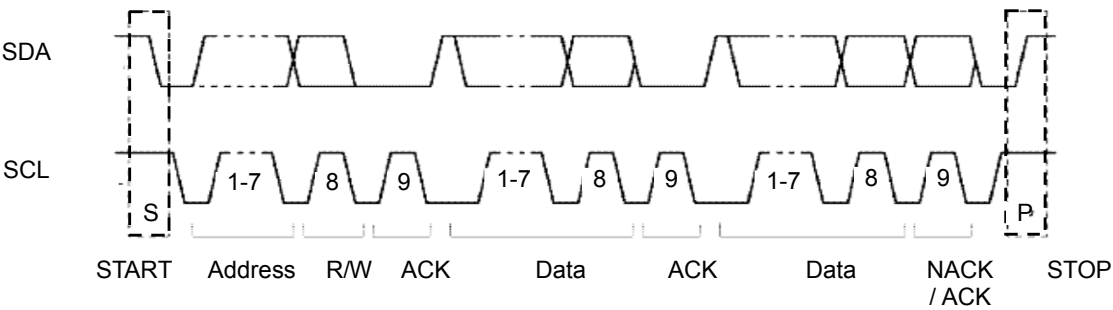 SDA
SCL
1-7 8 9 1-7 8 9 1-7 8 9
S P
START Address R/W ACK Data ACK Data NACK STOP
/ ACK